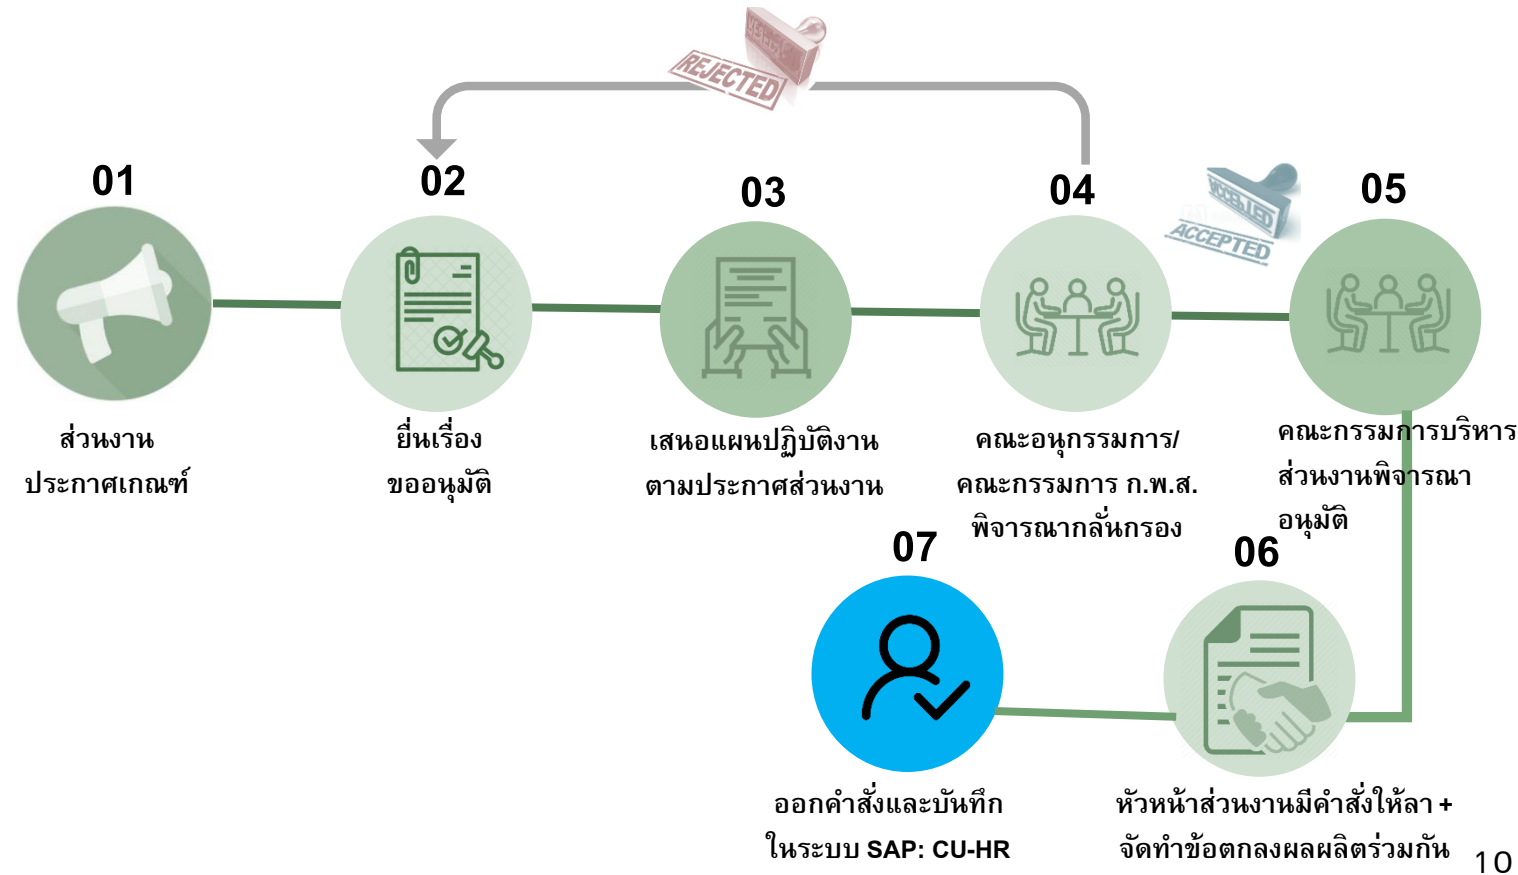 REJECTED
01
ส่วนงาน
ประกาศเกณฑ์
02
ยื่นเรื่อง
ขออนุมัติ
03
เสนอแผนปฏิบัติงาน
ตามประกาศส่วนงาน
04
คณะอนุกรรมการ/
คณะกรรมการ ก.พ.ส.
พิจารณากลั่นกรอง
ACCEPTED
05
คณะกรรมการบริหาร
ส่วนงานพิจารณา
อนุมัติ
06
หัวหน้าส่วนงานมีคำสั่งให้ลา +
จัดทำข้อตกลงผลผลิตร่วมกัน
07
ออกคำสั่งและบันทึก
ในระบบ SAP: CU-HR
10